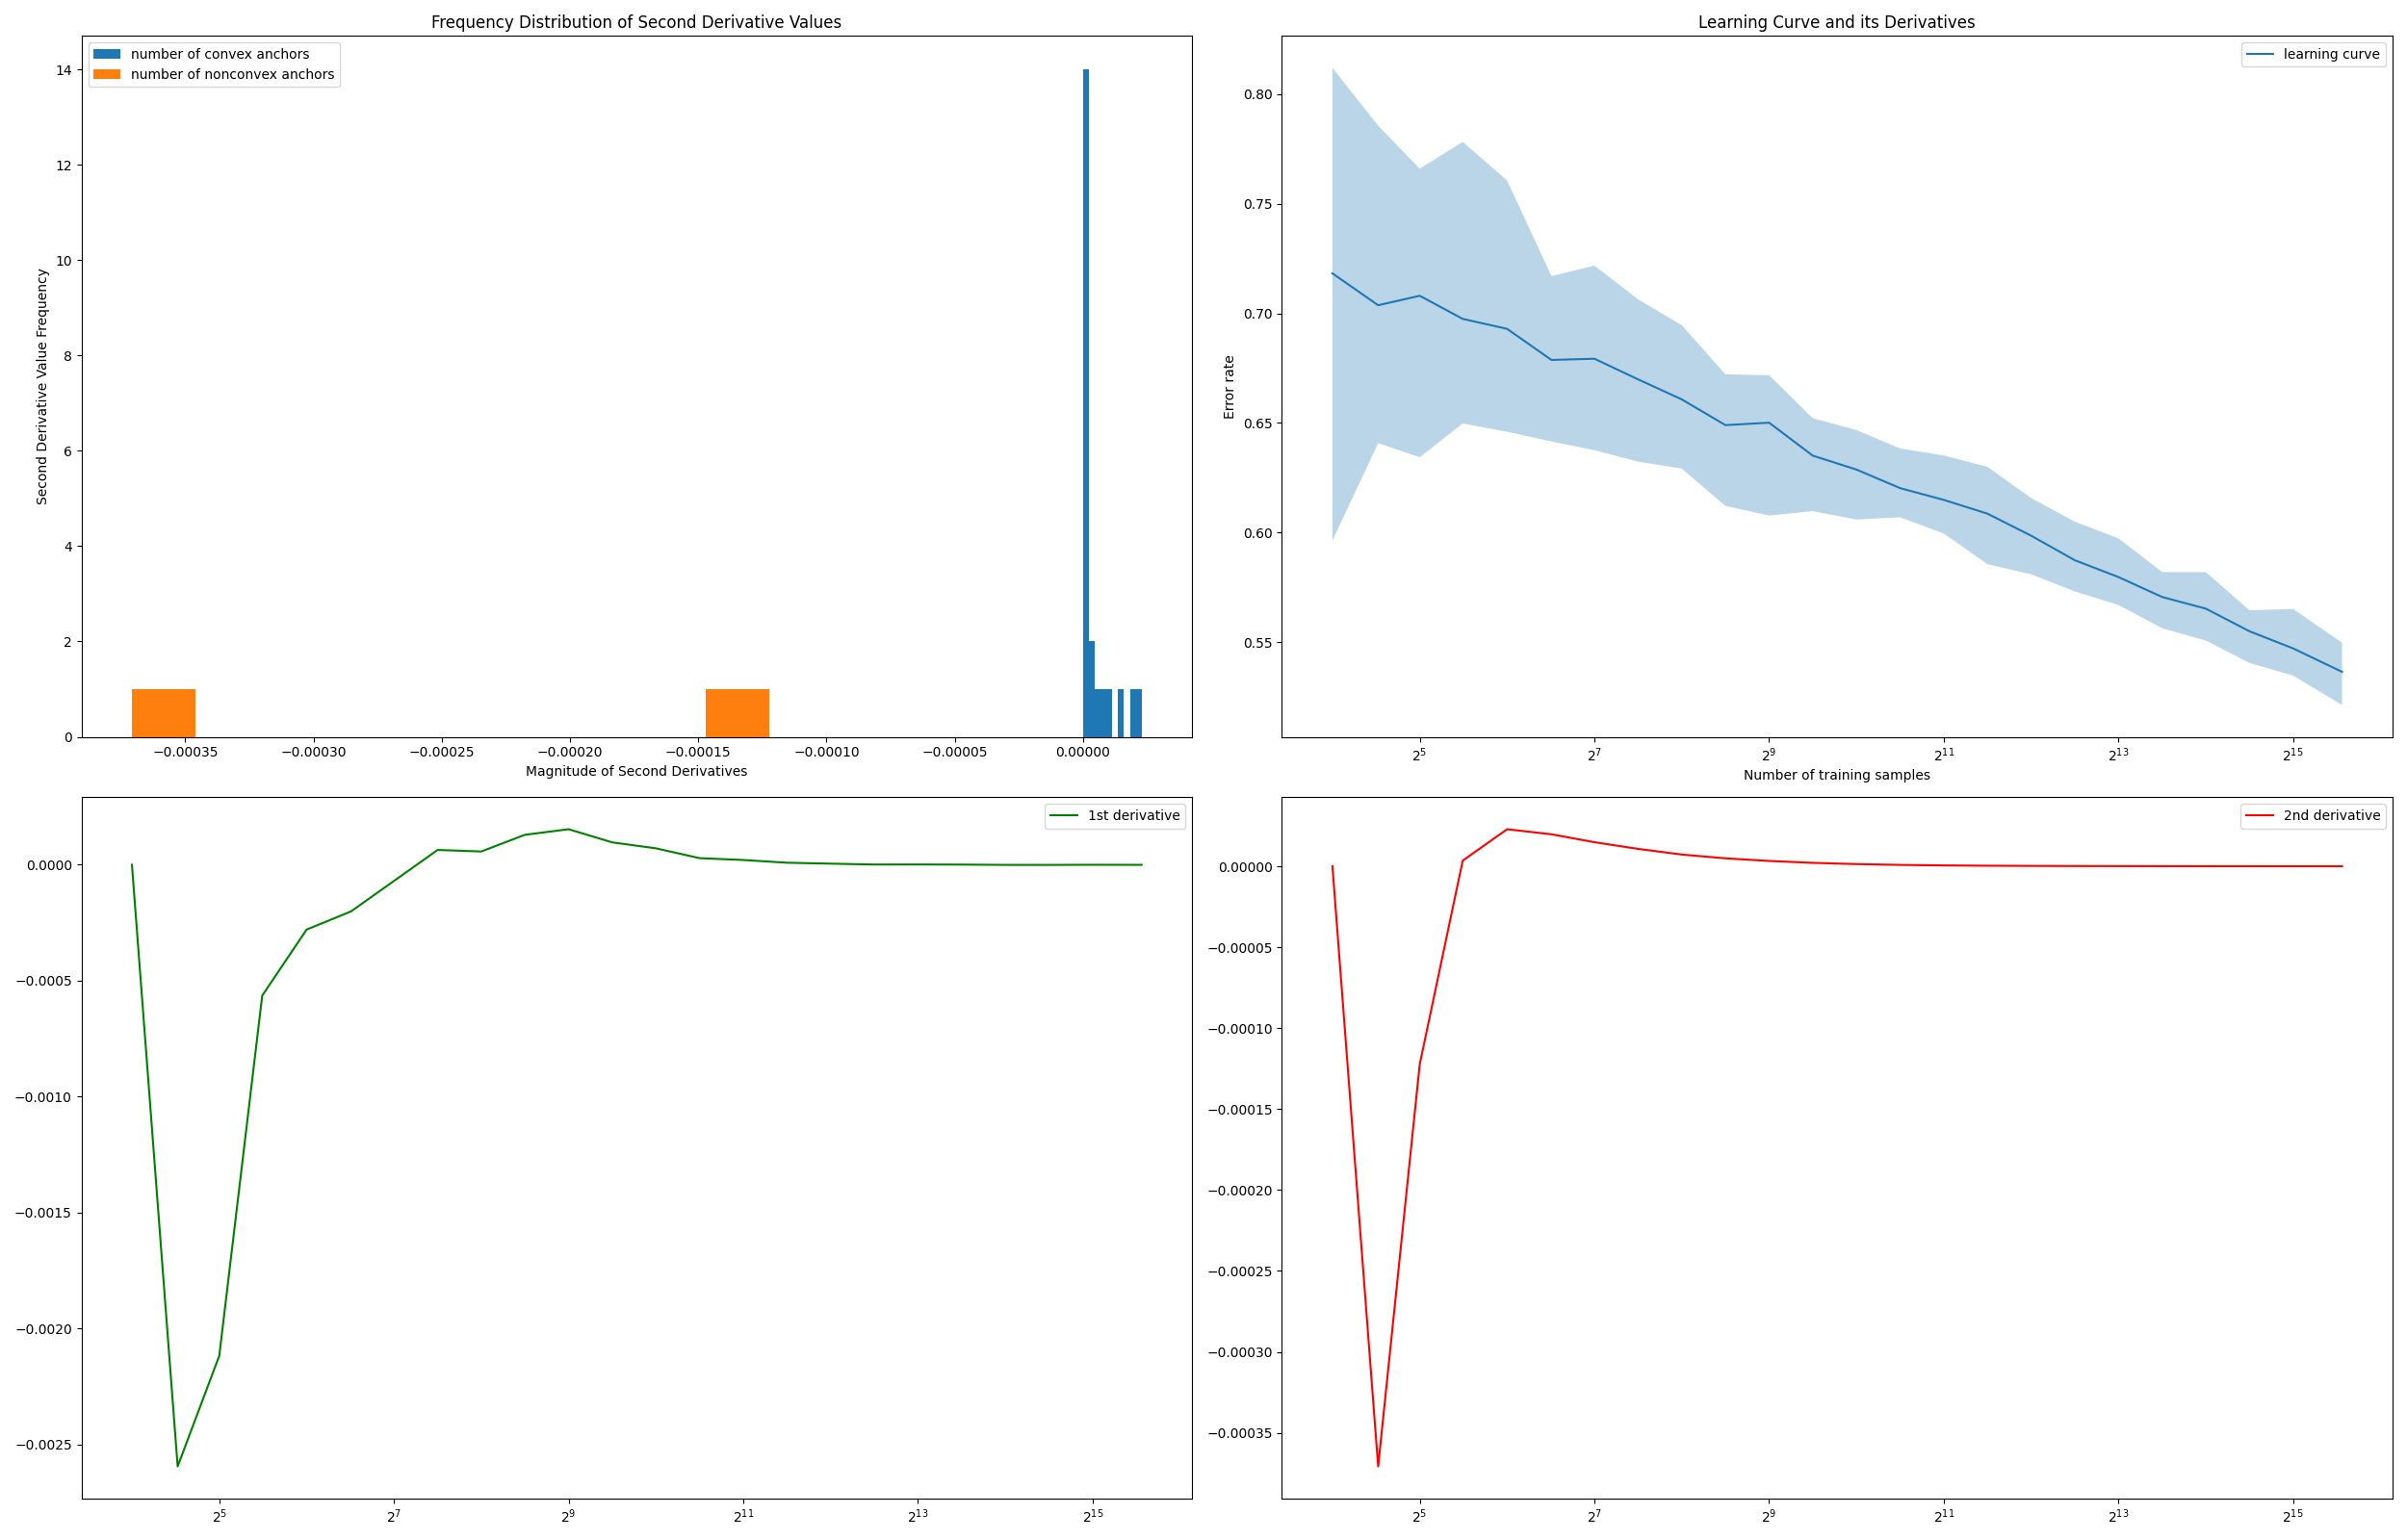 Frequency Distribution of Second Derivative Values
number of convex anchors
number of nonconvex anchors
Second Derivative Value Frequency
14
12
10
8
6
4
2
0
−0.00035 −0.00030 −0.00025 −0.00020 −0.00015 −0.00010 −0.00005 0.00000
Magnitude of Second Derivatives
Learning Curve and its Derivatives
learning curve
Error rate
0.80
0.75
0.70
0.65
0.60
0.55
2^5 2^7 2^9 2^11 2^13 2^15
Number of training samples
1st derivative
0.0000
−0.0005
−0.0010
−0.0015
−0.0020
−0.0025
2^5 2^7 2^9 2^11 2^13 2^15
2nd derivative
0.00000
−0.00005
−0.00010
−0.00015
−0.00020
−0.00025
−0.00030
−0.00035
2^5 2^7 2^9 2^11 2^13 2^15